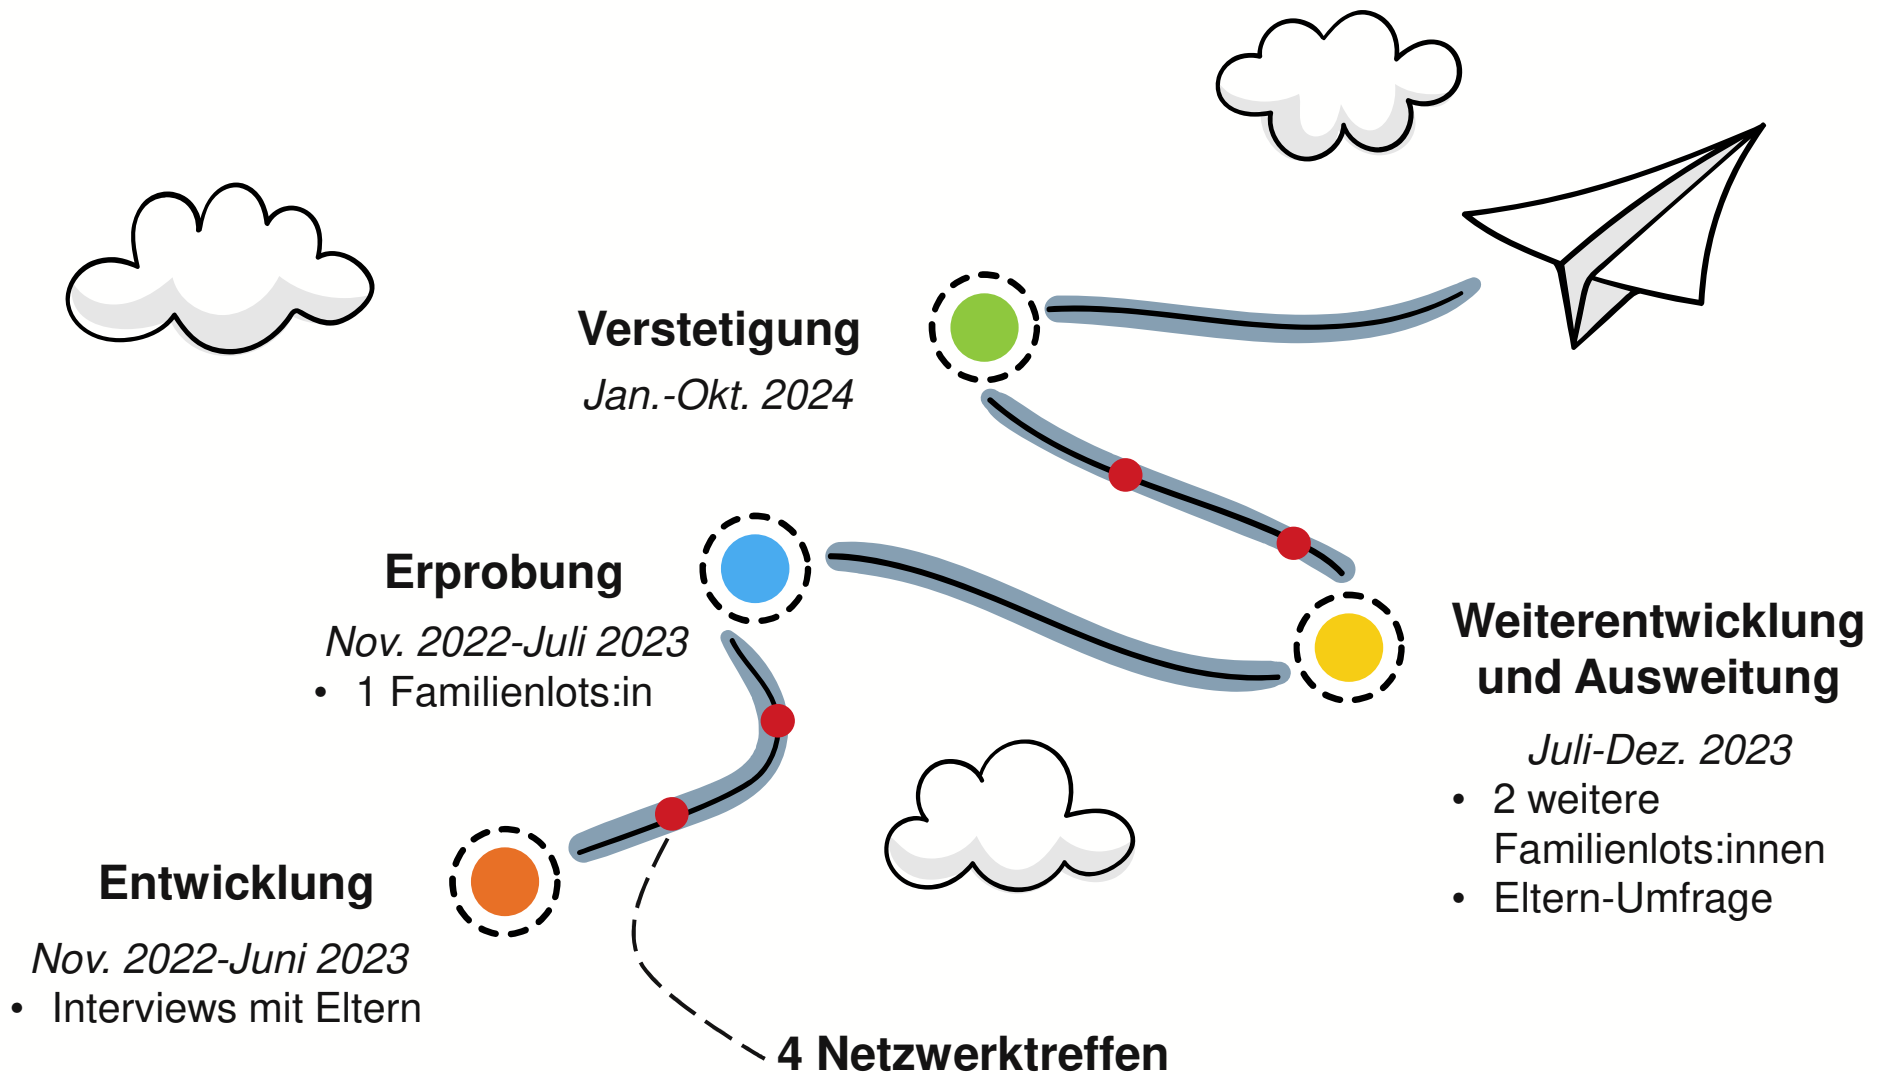 Verstetigung
Jan.-Okt. 2024
Erprobung
Nov. 2022-Juli 2023
• 1 Familienlots:in
Weiterentwicklung
und Ausweitung
Juli-Dez. 2023
• 2 weitere
Familienlots:innen
• Eltern-Umfrage
Entwicklung
Nov. 2022-Juni 2023
• Interviews mit Eltern
4 Netzwerktreffen